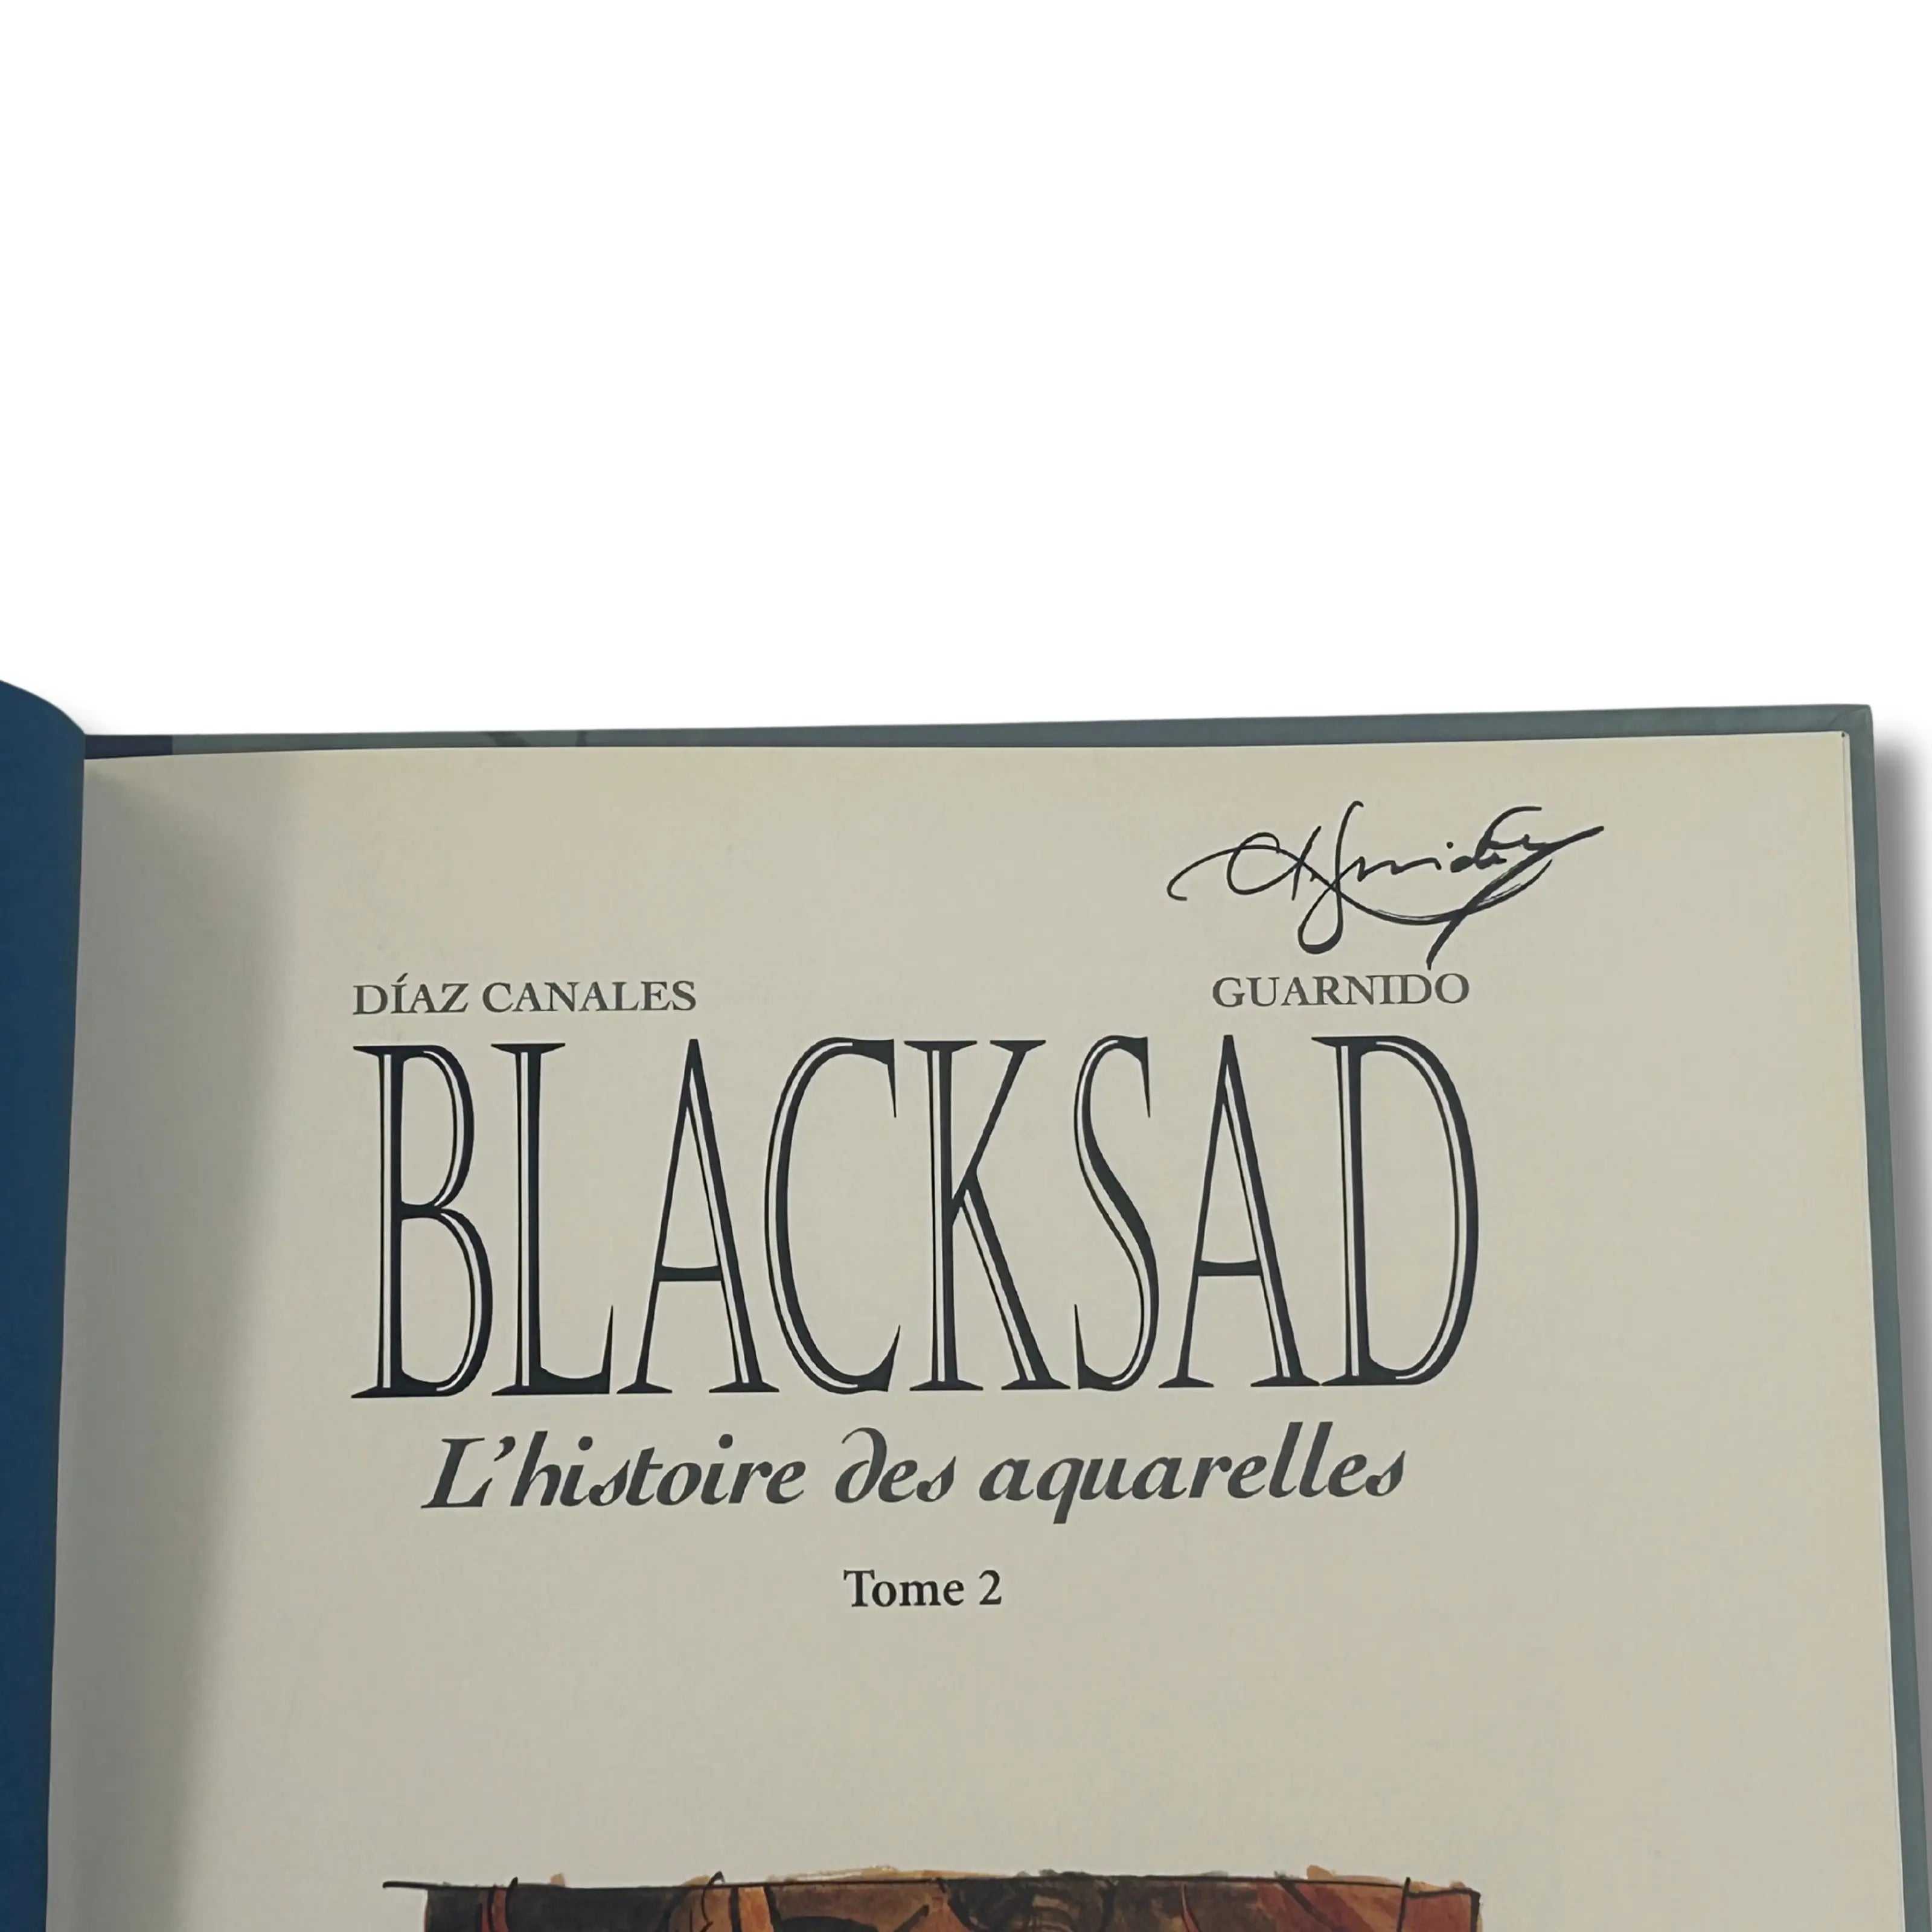 DÍAZ CANALES GUARNIDO
BLACKSAD
L'histoire des aquarelles
Tome 2